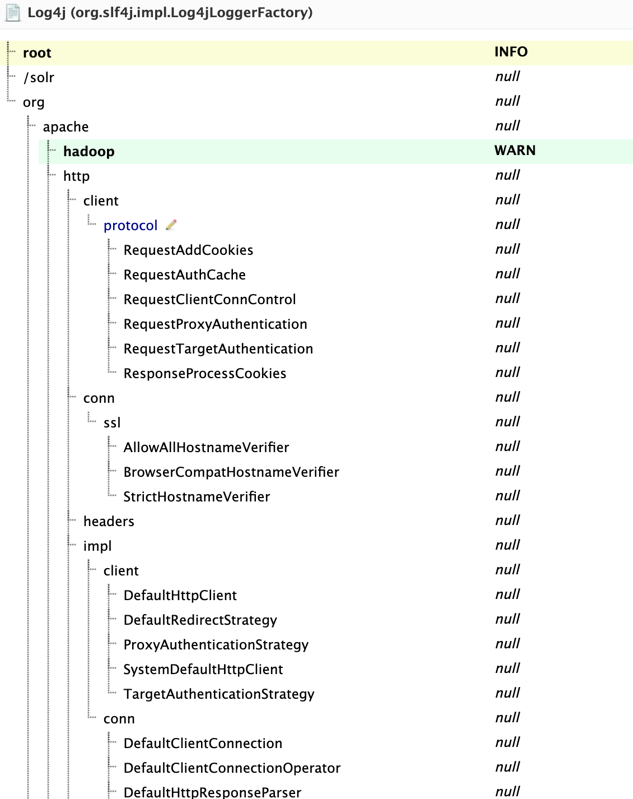 Log4j (org.slf4j.impl.Log4jLoggerFactory)
root INFO
/solr null
org null
apache null
hadoop WARN
http null
client null
protocol null
RequestAddCookies null
RequestAuthCache null
RequestClientConnControl null
RequestProxyAuthentication null
RequestTargetAuthentication null
ResponseProcessCookies null
conn null
ssl null
AllowAllHostnameVerifier null
BrowserCompatHostnameVerifier null
StrictHostnameVerifier null
headers null
impl null
client null
DefaultHttpClient null
DefaultRedirectStrategy null
ProxyAuthenticationStrategy null
SystemDefaultHttpClient null
TargetAuthenticationStrategy null
conn null
DefaultClientConnection null
DefaultClientConnectionOperator null
DefaultHttpResponseParser null